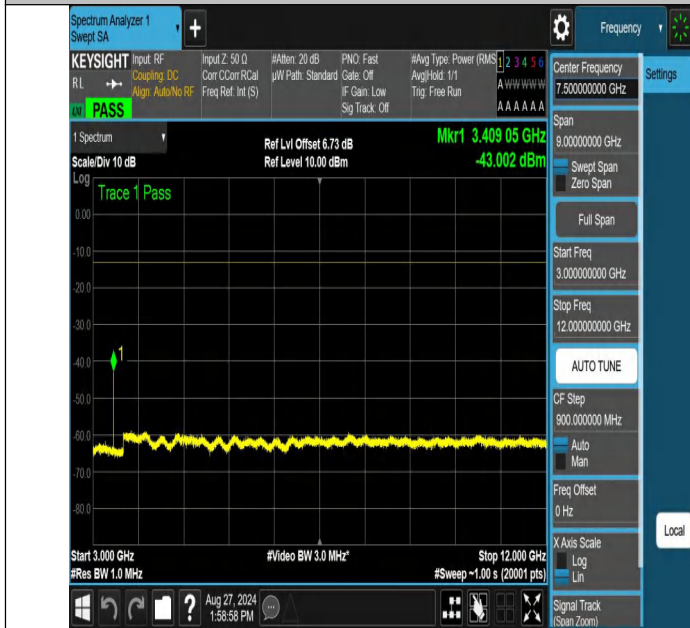 Spectrum Analyzer 1
Swept SA
+
Frequency
KEYSIGHT
Input: RF
Coupling: DC
Align: Auto/No RF
Input Z: 50 Ω
Corr CCorr RCal
Freq Ref: Int (S)
#Atten: 20 dB
µW Path: Standard
PNO: Fast
Gate: Off
IF Gain: Low
Sig Track: Off
#Avg Type: Power (RMS
Avg|Hold: 1/1
Trig: Free Run
1 2 3 4 5 6
A W W W W W
A A A A A A
RL
LXI
PASS
Center Frequency
7.500000000 GHz
Settings
1 Spectrum
Scale/Div 10 dB
Log
Ref Lvl Offset 6.73 dB
Ref Level 10.00 dBm
Mkr1 3.409 05 GHz
-43.002 dBm
Span
9.00000000 GHz
Swept Span
Zero Span
Full Span
Start Freq
3.000000000 GHz
Stop Freq
12.000000000 GHz
AUTO TUNE
CF Step
900.000000 MHz
Auto
Man
Freq Offset
0 Hz
X Axis Scale
Log
Lin
Signal Track
(Span Zoom)
Local
Trace 1 Pass
0.00
-10.0
-20.0
-30.0
1
-40.0
-50.0
-60.0
-70.0
-80.0
Start 3.000 GHz
#Res BW 1.0 MHz
#Video BW 3.0 MHz*
Stop 12.000 GHz
#Sweep ~1.00 s (20001 pts)
?
Aug 27, 2024
1:58:58 PM